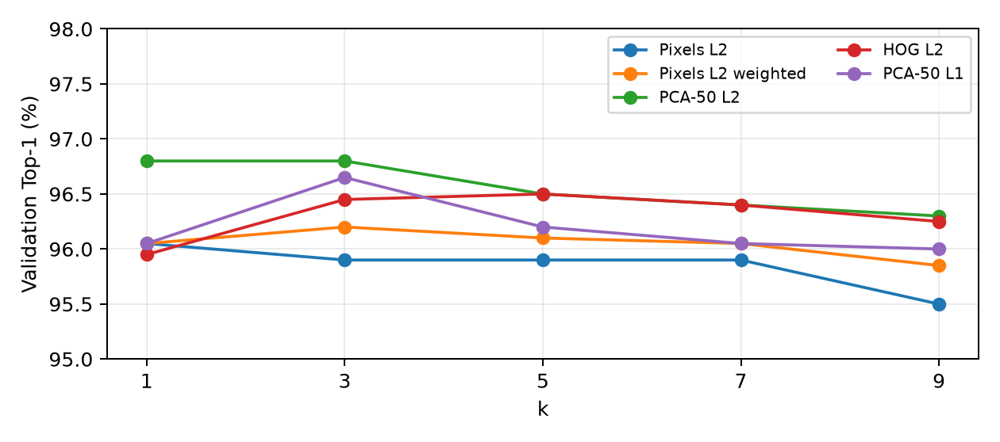 98.0
97.5
97.0
96.5
96.0
95.5
95.0
Validation Top-1 (%)
Pixels L2
Pixels L2 weighted
PCA-50 L2
HOG L2
PCA-50 L1
1 3 5 7 9
k